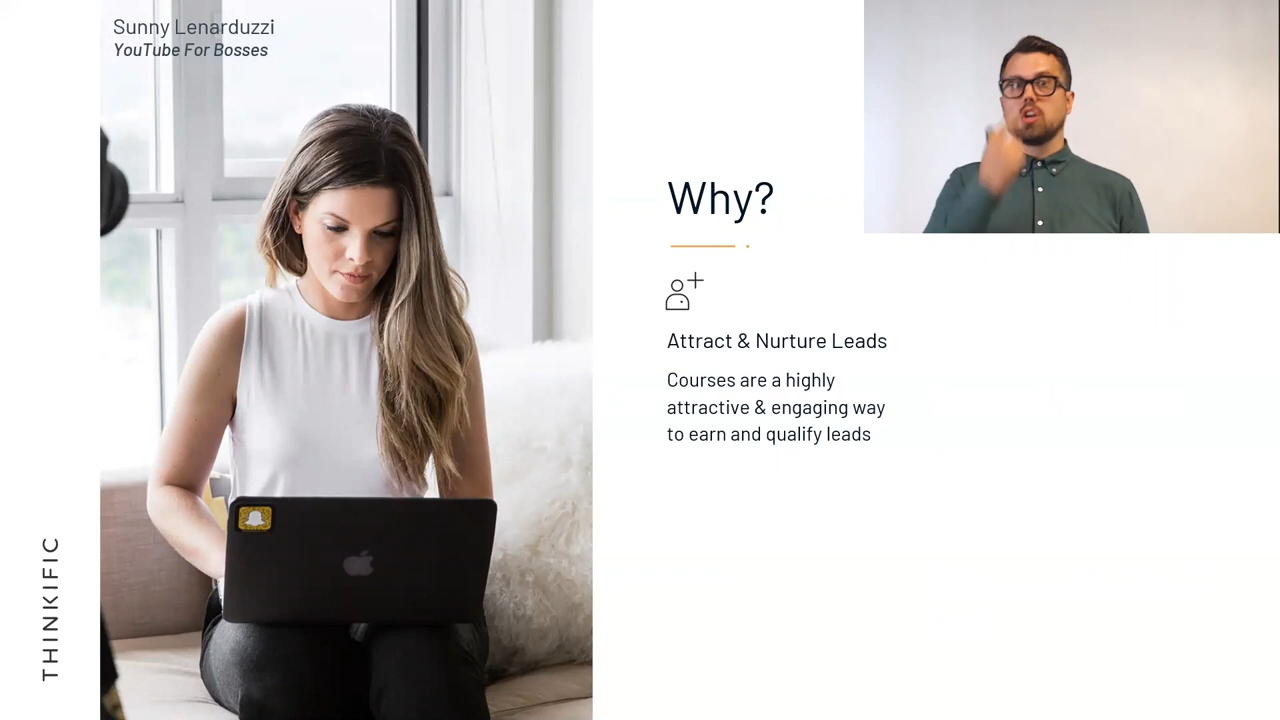 Sunny Lenarduzzi
YouTube For Bosses
Why?
Attract & Nurture Leads
Courses are a highly
attractive & engaging way
to earn and qualify leads
THINKIFIC